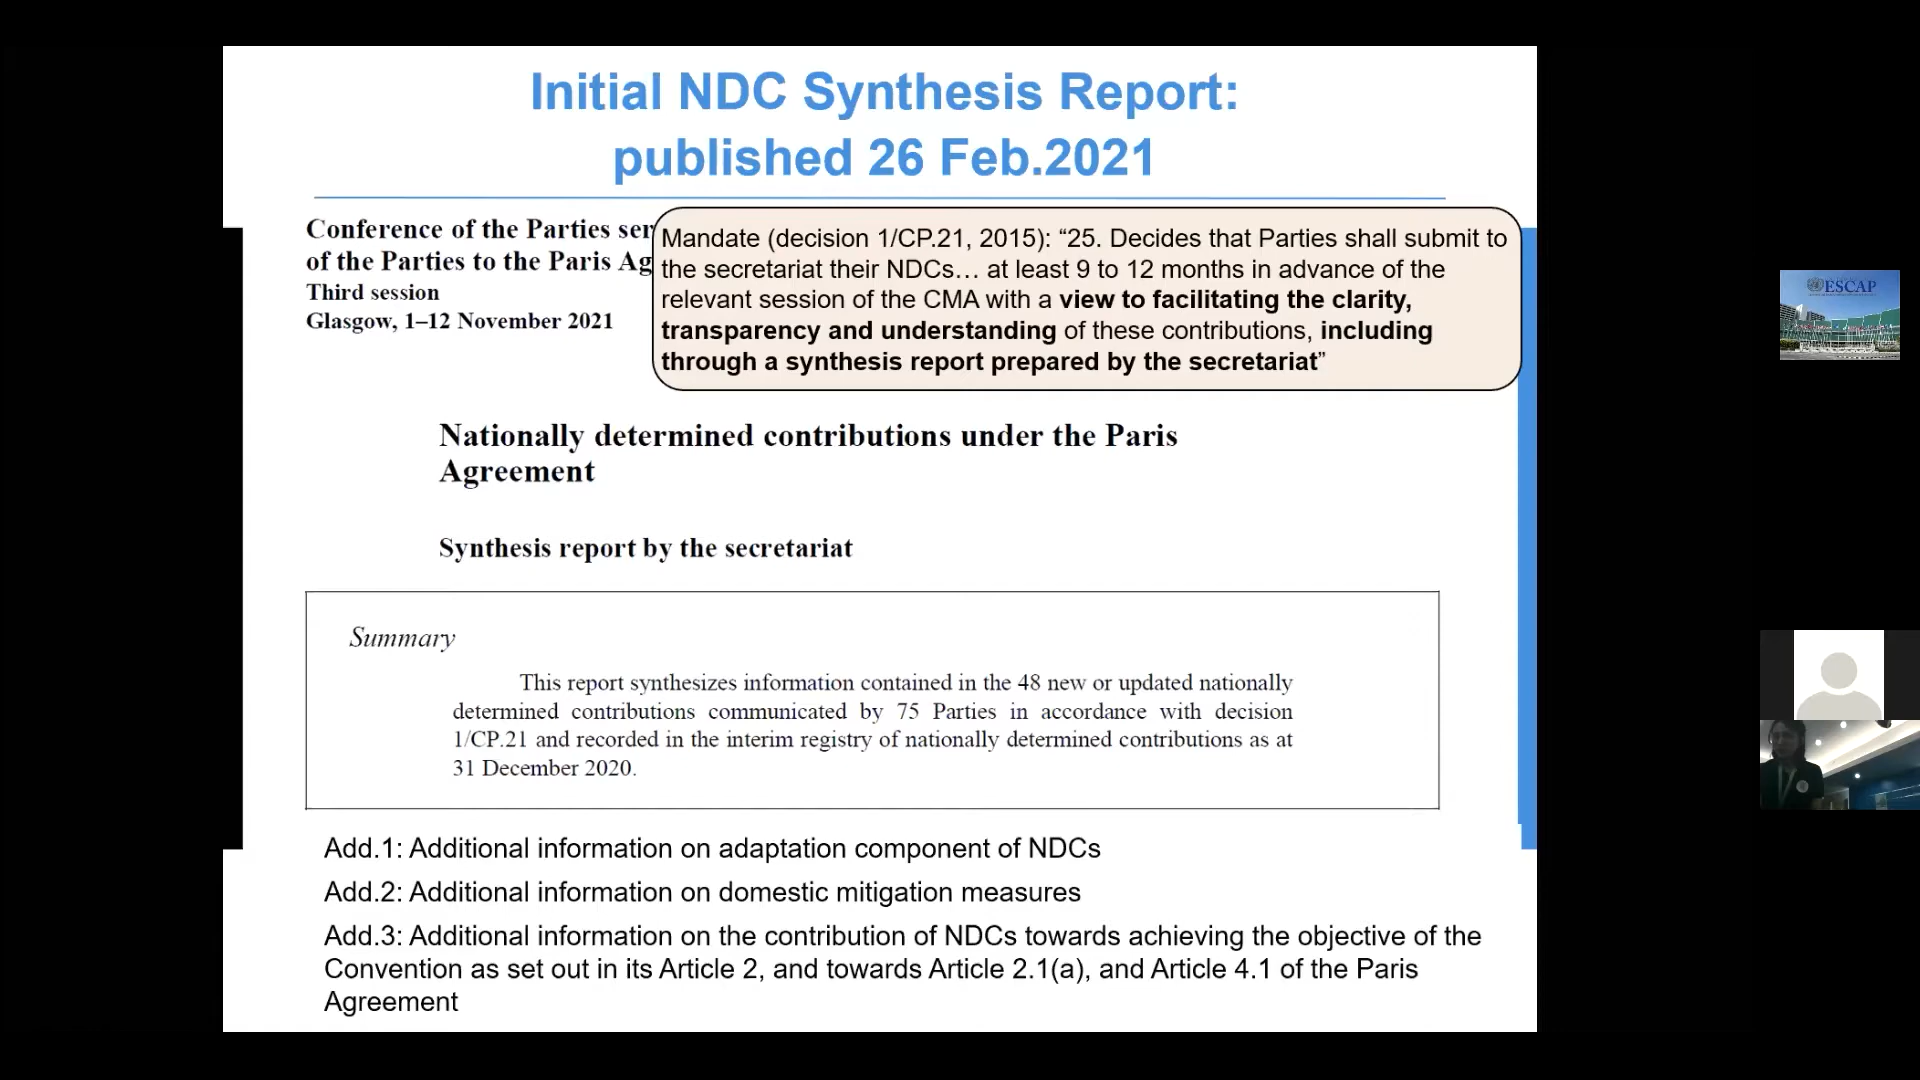 Initial NDC Synthesis Report:
published 26 Feb.2021
Conference of the Parties ser
of the Parties to the Paris Ag
Third session
Glasgow, 1–12 November 2021
Mandate (decision 1/CP.21, 2015): “25. Decides that Parties shall submit to
the secretariat their NDCs… at least 9 to 12 months in advance of the
relevant session of the CMA with a view to facilitating the clarity,
transparency and understanding of these contributions, including
through a synthesis report prepared by the secretariat”
Nationally determined contributions under the Paris
Agreement
Synthesis report by the secretariat
Summary
This report synthesizes information contained in the 48 new or updated nationally
determined contributions communicated by 75 Parties in accordance with decision
1/CP.21 and recorded in the interim registry of nationally determined contributions as at
31 December 2020.
Add.1: Additional information on adaptation component of NDCs
Add.2: Additional information on domestic mitigation measures
Add.3: Additional information on the contribution of NDCs towards achieving the objective of the
Convention as set out in its Article 2, and towards Article 2.1(a), and Article 4.1 of the Paris
Agreement
ESCAP